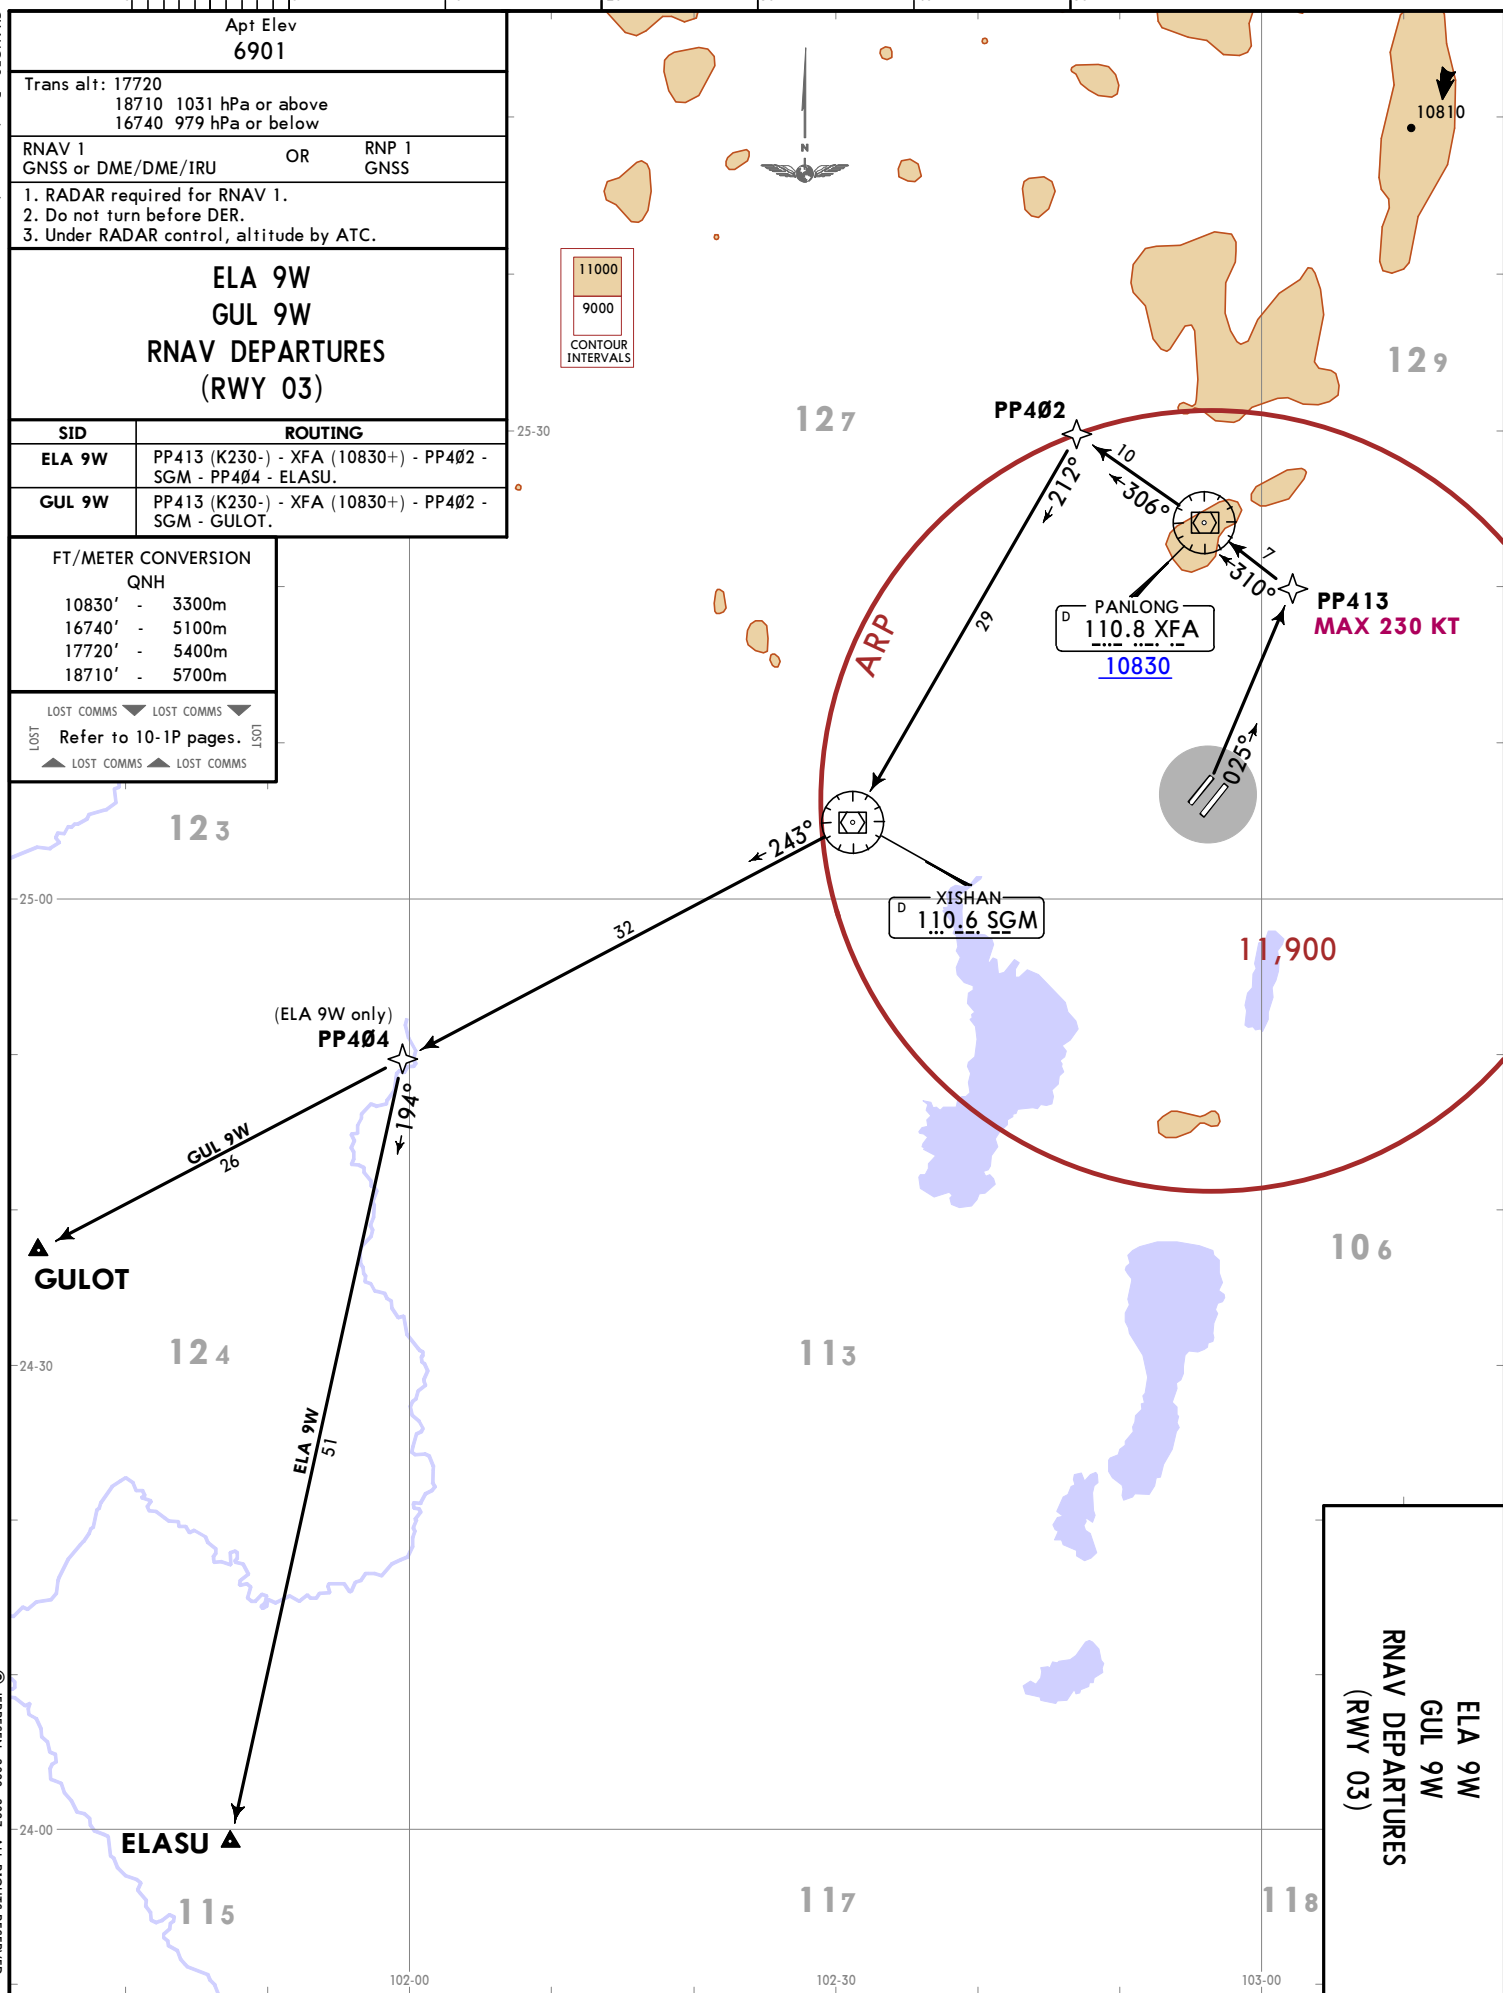 Apt Elev
6901
Trans alt: 17720
18710 1031 hPa or above
16740 979 hPa or below
RNAV 1
GNSS or DME/DME/IRU
OR
RNP 1
GNSS
1. RADAR required for RNAV 1.
2. Do not turn before DER.
3. Under RADAR control, altitude by ATC.
ELA 9W
GUL 9W
RNAV DEPARTURES
(RWY 03)
SID ROUTING
ELA 9W PP413 (K230-) - XFA (10830+) - PP4Ø2 -
SGM - PP4Ø4 - ELASU.
GUL 9W PP413 (K230-) - XFA (10830+) - PP4Ø2 -
SGM - GULOT.
FT/METER CONVERSION
QNH
10830' - 3300m
16740' - 5100m
17720' - 5400m
18710' - 5700m
LOST COMMS LOST COMMS
LOST
Refer to 10-1P pages.
LOST
LOST COMMS LOST COMMS
N
11000
9000
CONTOUR
INTERVALS
10810
129
127
25-30
PP4Ø2
10
306°
212°
7
310°
PP413
MAX 230 KT
PANLONG
D 110.8 XFA
10830
29
ARP
025°
123
243°
XISHAN
D 110.6 SGM
25-00
32
11,900
(ELA 9W only)
PP4Ø4
194°
GUL 9W
26
GULOT
106
124
113
24-30
ELA 9W
51
ELASU
24-00
115
117
118
102-00
102-30
103-00
ELA 9W
GUL 9W
RNAV DEPARTURES
(RWY 03)